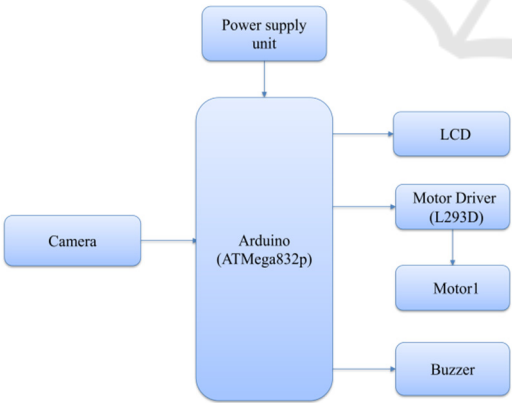 Power supply
unit
LCD
Motor Driver
(L293D)
Camera
Arduino
(ATMega832p)
Motor1
Buzzer